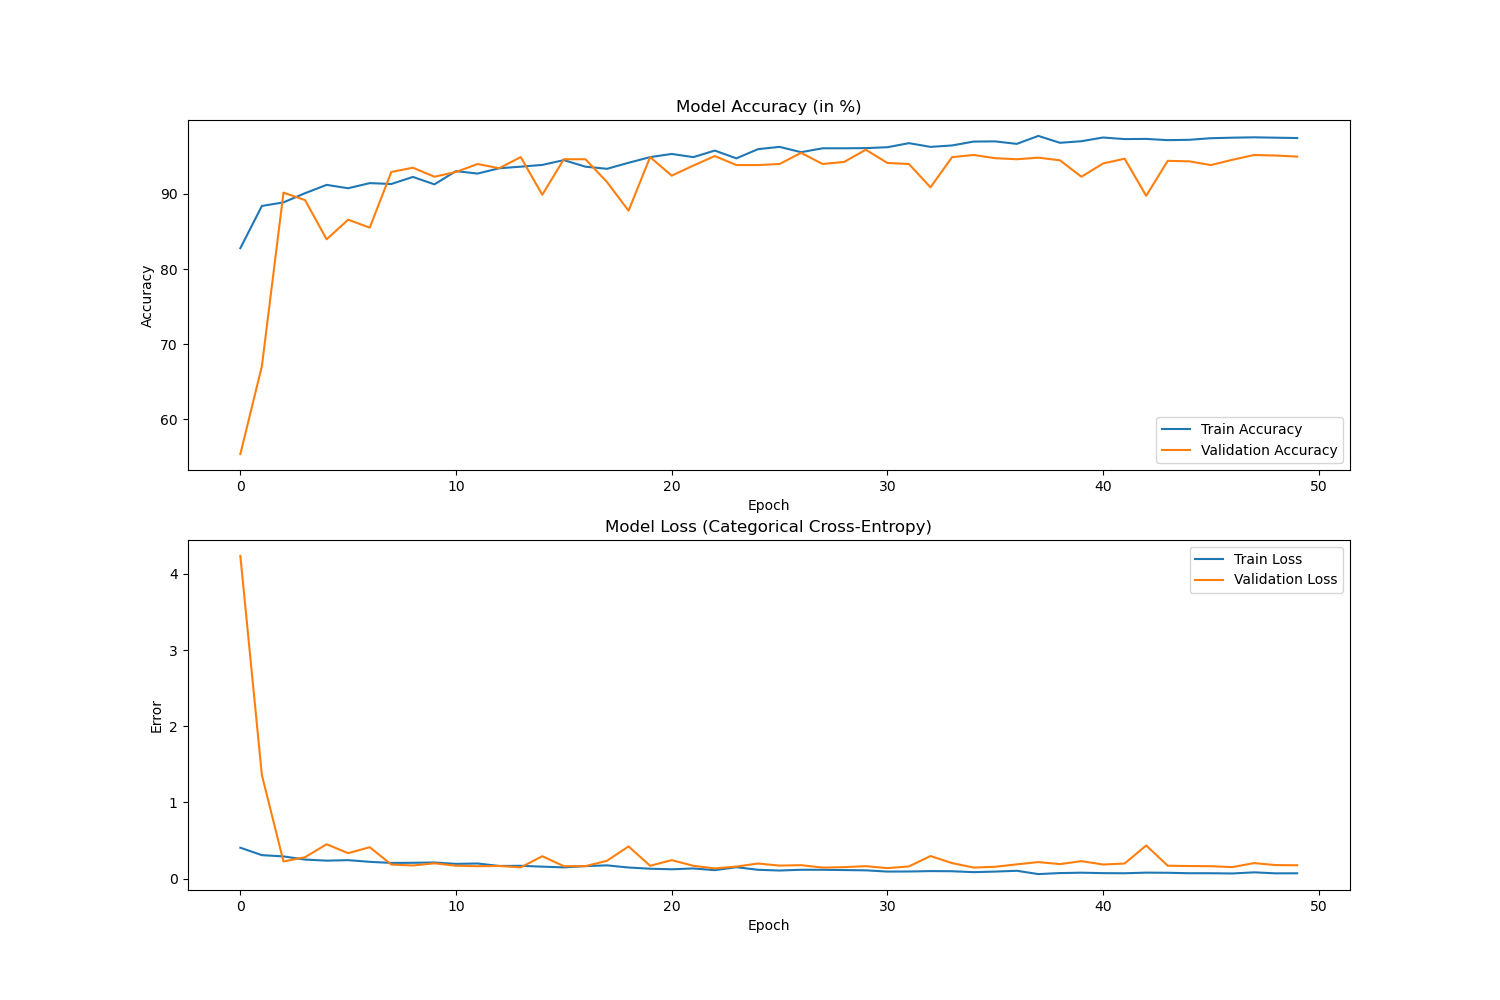 Model Accuracy (in %)
Accuracy
90
80
70
60
Train Accuracy
Validation Accuracy
0 10 20 30 40 50
Epoch
Model Loss (Categorical Cross-Entropy)
Error
4
3
2
1
0
Train Loss
Validation Loss
0 10 20 30 40 50
Epoch